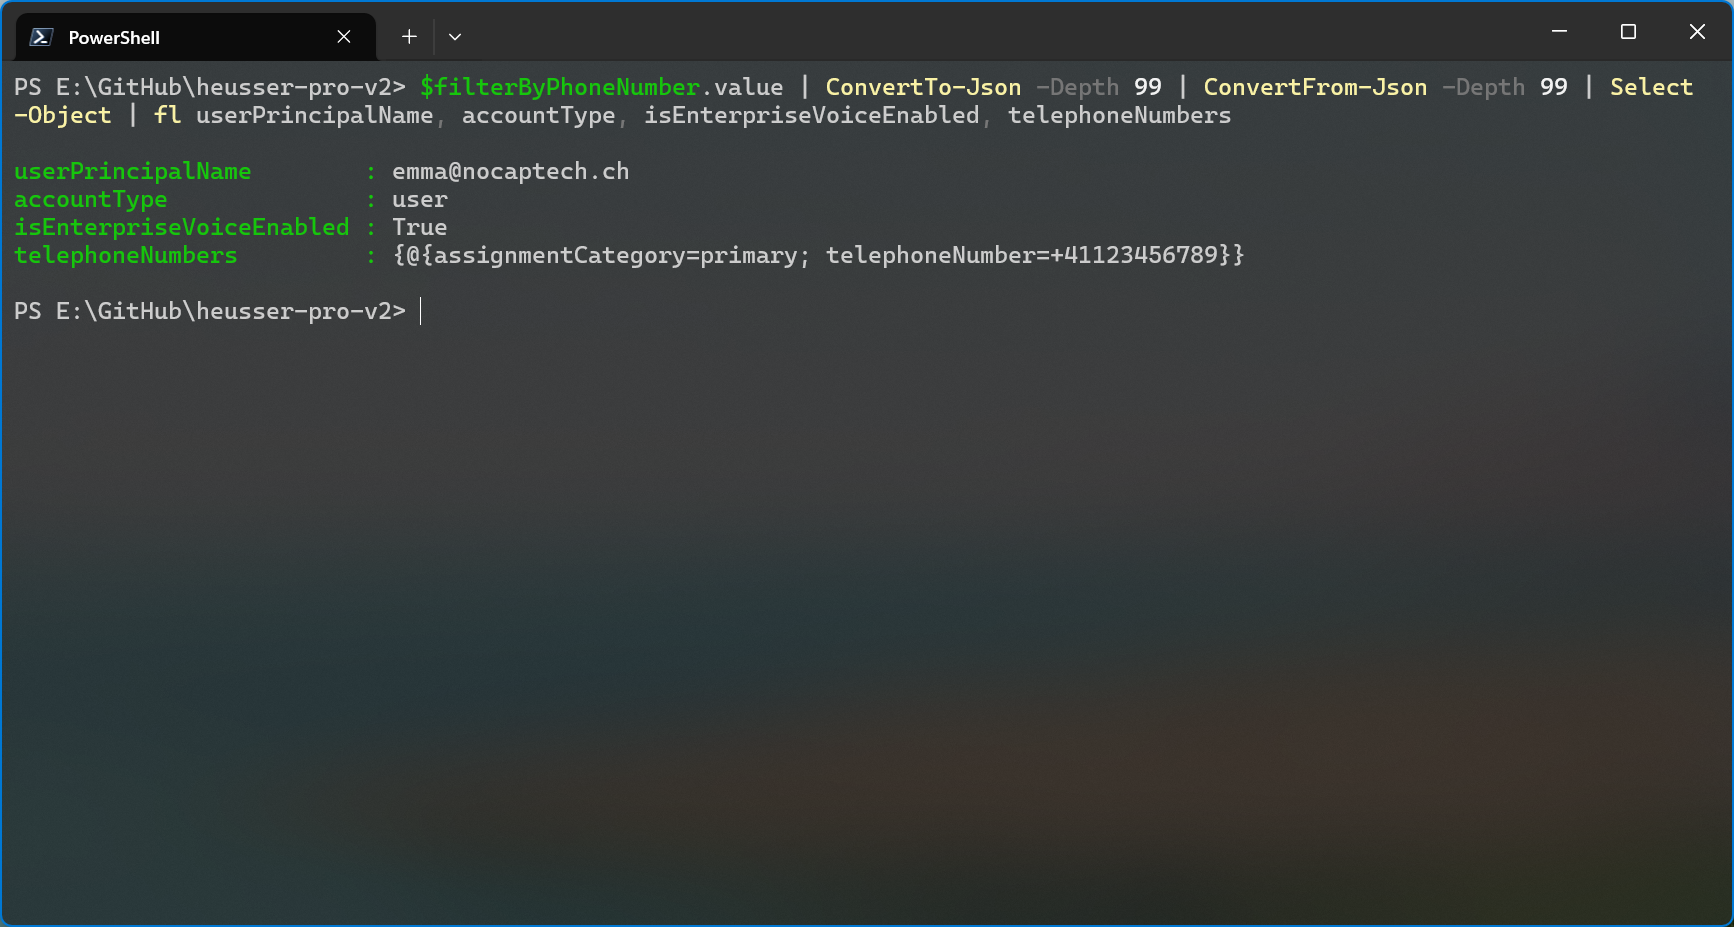 PowerShell
PS E:\GitHub\heusser-pro-v2> $filterByPhoneNumber.value | ConvertTo-Json -Depth 99 | ConvertFrom-Json -Depth 99 | Select
-Object | fl userPrincipalName, accountType, isEnterpriseVoiceEnabled, telephoneNumbers
userPrincipalName        : emma@nocaptech.ch
accountType              : user
isEnterpriseVoiceEnabled : True
telephoneNumbers         : {@{assignmentCategory=primary; telephoneNumber=+41123456789}}
PS E:\GitHub\heusser-pro-v2>